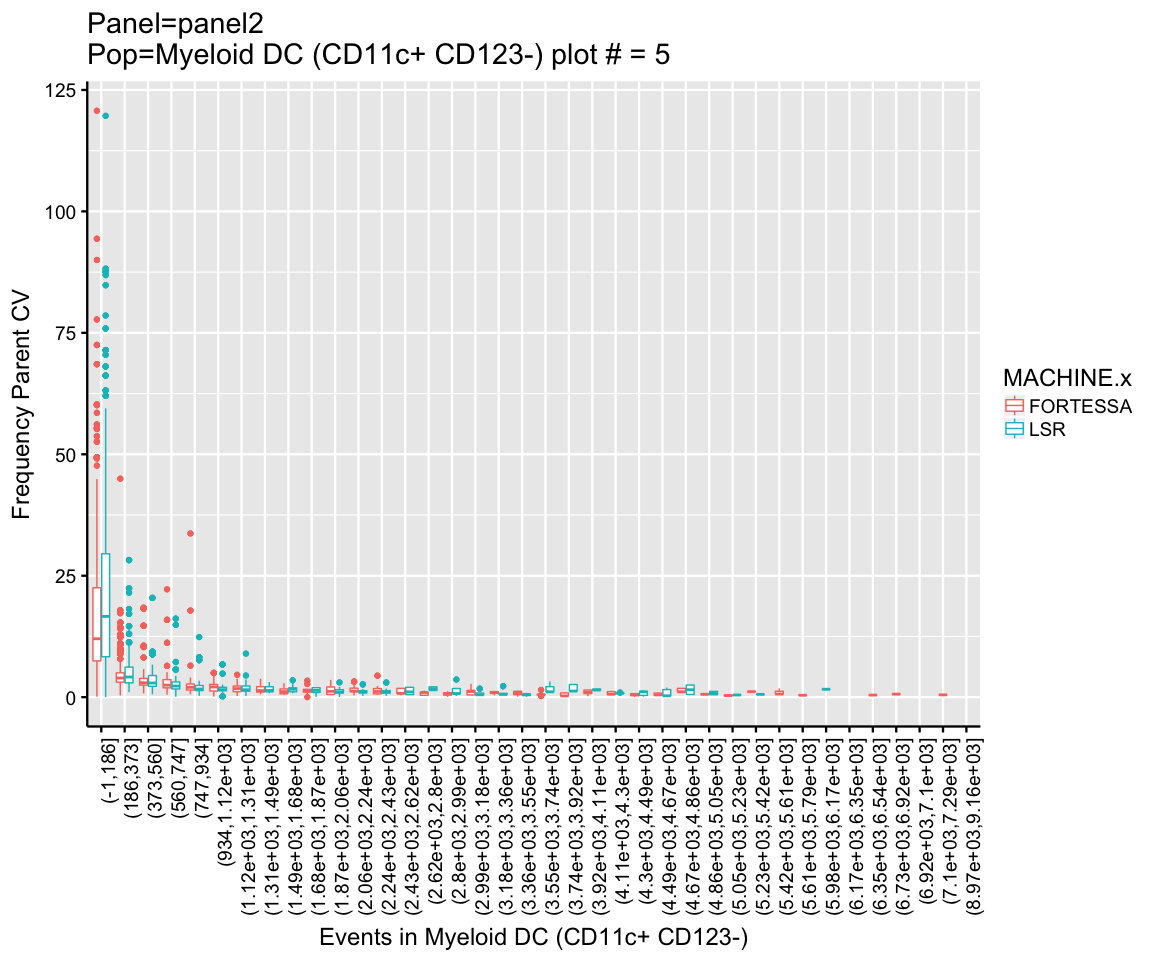 Panel=panel2
Pop=Myeloid DC (CD11c+ CD123-) plot # = 5
125
100
75
50
25
0
Frequency Parent CV
MACHINE.x
FORTESSA
LSR
(-1,186]
(186,373]
(373,560]
(560,747]
(747,934]
(934,1.12e+03]
(1.12e+03,1.31e+03]
(1.31e+03,1.49e+03]
(1.49e+03,1.68e+03]
(1.68e+03,1.87e+03]
(1.87e+03,2.06e+03]
(2.06e+03,2.24e+03]
(2.24e+03,2.43e+03]
(2.43e+03,2.62e+03]
(2.62e+03,2.8e+03]
(2.8e+03,2.99e+03]
(2.99e+03,3.18e+03]
(3.18e+03,3.36e+03]
(3.36e+03,3.55e+03]
(3.55e+03,3.74e+03]
(3.74e+03,3.92e+03]
(3.92e+03,4.11e+03]
(4.11e+03,4.3e+03]
(4.3e+03,4.49e+03]
(4.49e+03,4.67e+03]
(4.67e+03,4.86e+03]
(4.86e+03,5.05e+03]
(5.05e+03,5.23e+03]
(5.23e+03,5.42e+03]
(5.42e+03,5.61e+03]
(5.61e+03,5.79e+03]
(5.98e+03,6.17e+03]
(6.17e+03,6.35e+03]
(6.35e+03,6.54e+03]
(6.73e+03,6.92e+03]
(6.92e+03,7.1e+03]
(7.1e+03,7.29e+03]
(8.97e+03,9.16e+03]
Events in Myeloid DC (CD11c+ CD123-)